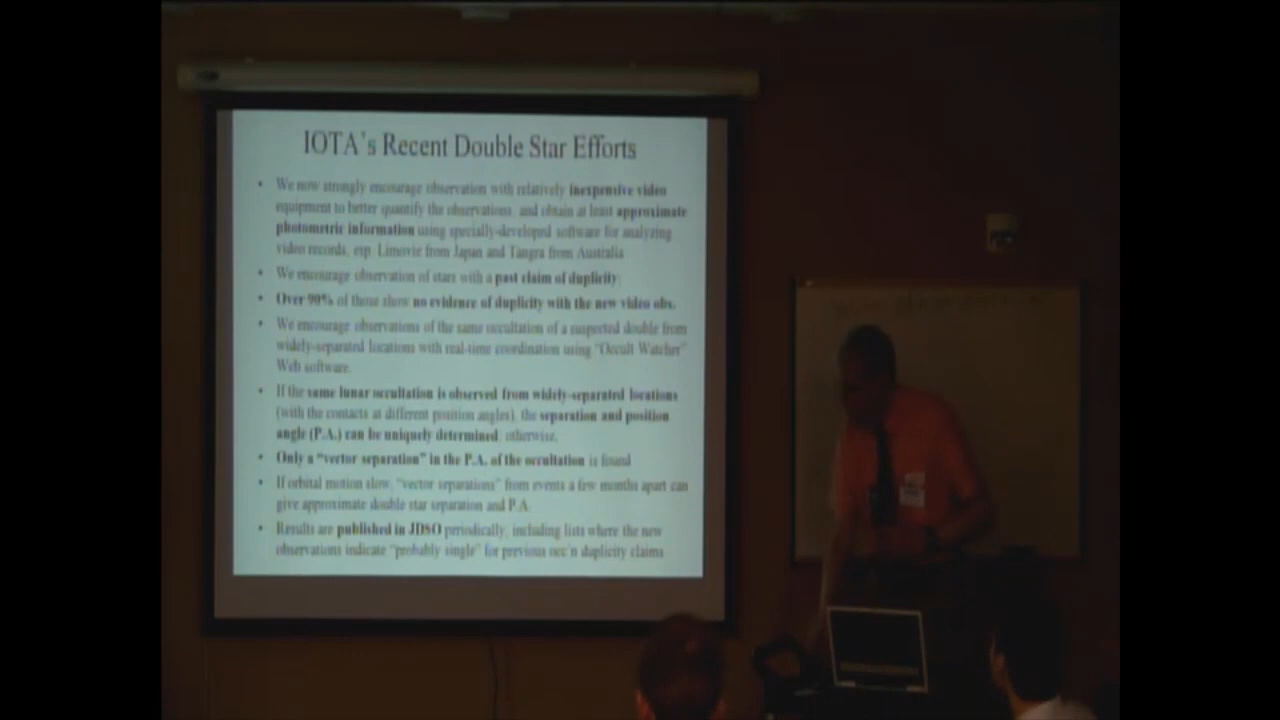 IOTA's Recent Double Star Efforts
• We now strongly encourage observation with relatively inexpensive video
equipment to better quantify the observations, and obtain at least approximate
photometric information using specially-developed software for analyzing
video records, esp. Limovie from Japan and Tangra from Australia
• We encourage observation of stars with a past claim of duplicity;
• Over 90% of those show no evidence of duplicity with the new video obs.
• We encourage observations of the same occultation of a suspected double from
widely-separated locations with real-time coordination using "Occult Watcher"
Web software.
• If the same lunar occultation is observed from widely-separated locations
(with the contacts at different position angles), the separation and position
angle (P.A.) can be uniquely determined; otherwise,
• Only a "vector separation" in the P.A. of the occultation is found
• If orbital motion slow, "vector separations" from events a few months apart can
give approximate double star separation and P.A.
• Results are published in JDSO periodically, including lists where the new
observations indicate "probably single" for previous occ'n duplicity claims